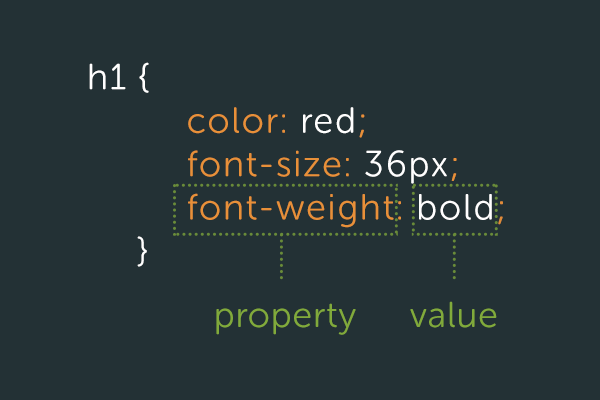 h1 {
color: red;
font-size: 36px;
font-weight: bold;
}
property value